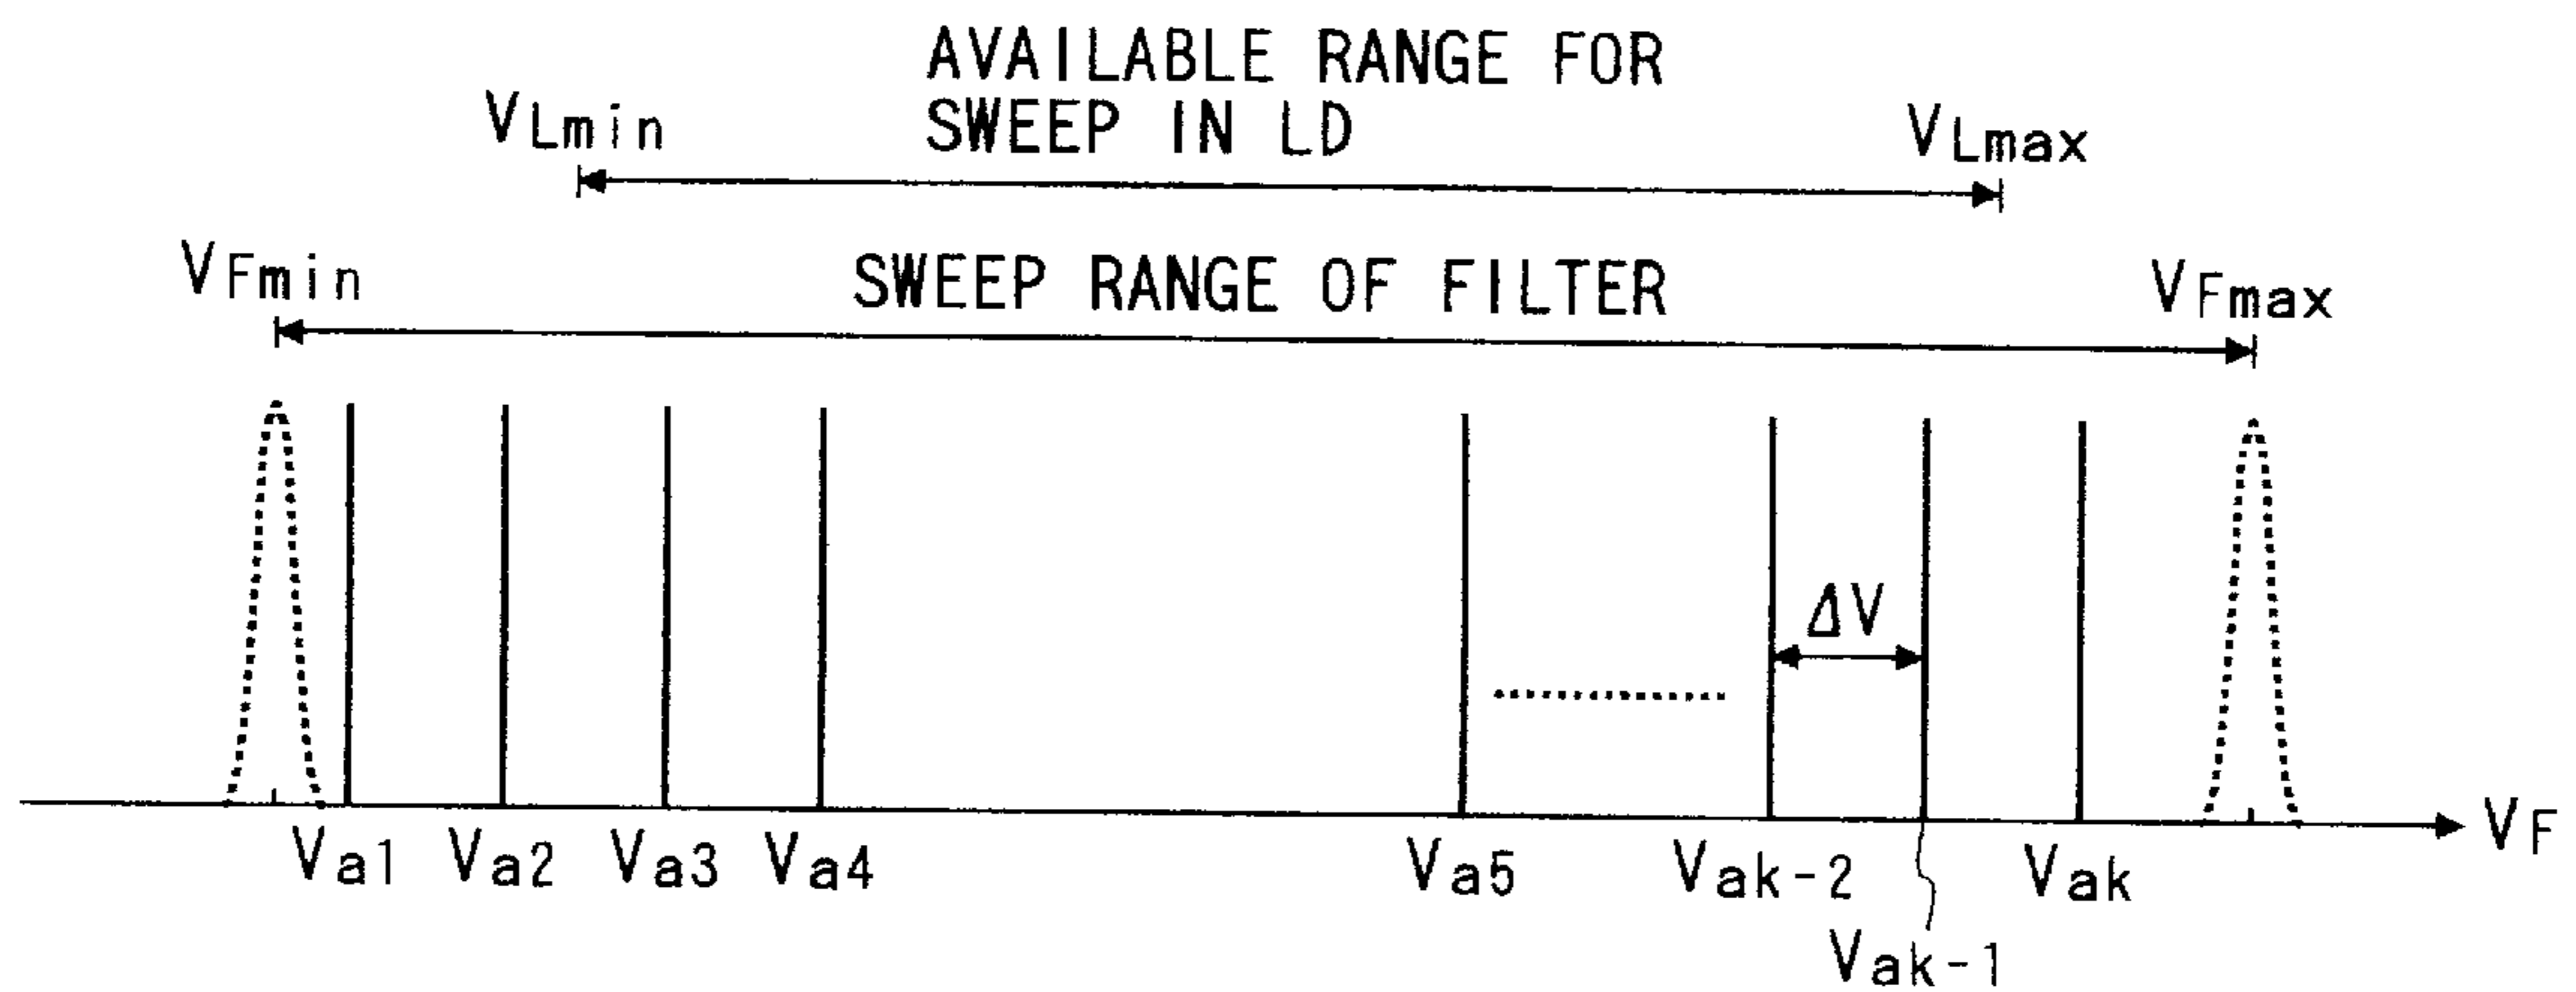 AVAILABLE RANGE FOR
VLmin SWEEP IN LD VLmax
VFmin SWEEP RANGE OF FILTER VFmax
ΔV
Va1 Va2 Va3 Va4 Va5 Vak-2 Vak VF
Vak-1